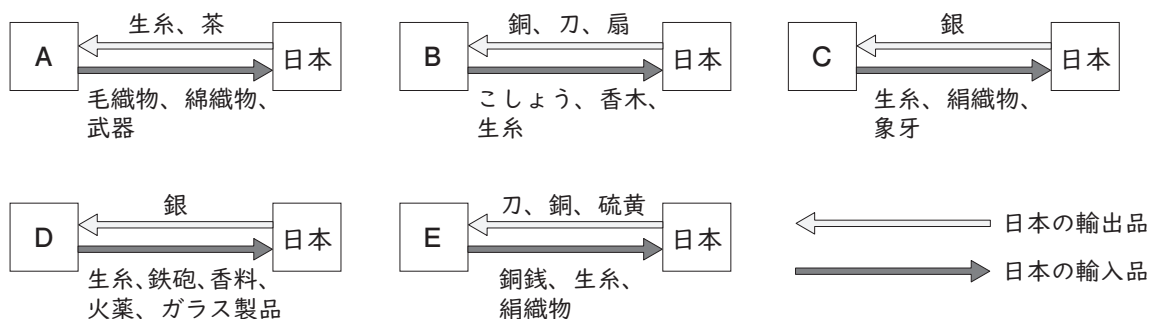 生糸、茶
A
日本
毛織物、綿織物、
武器
銅、刀、扇
B
日本
こしょう、香木、
生糸
銀
C
日本
生糸、絹織物、
象牙
銀
D
日本
生糸、鉄砲、香料、
火薬、ガラス製品
刀、銅、硫黄
E
日本
銅銭、生糸、
絹織物
日本の輸出品
日本の輸入品